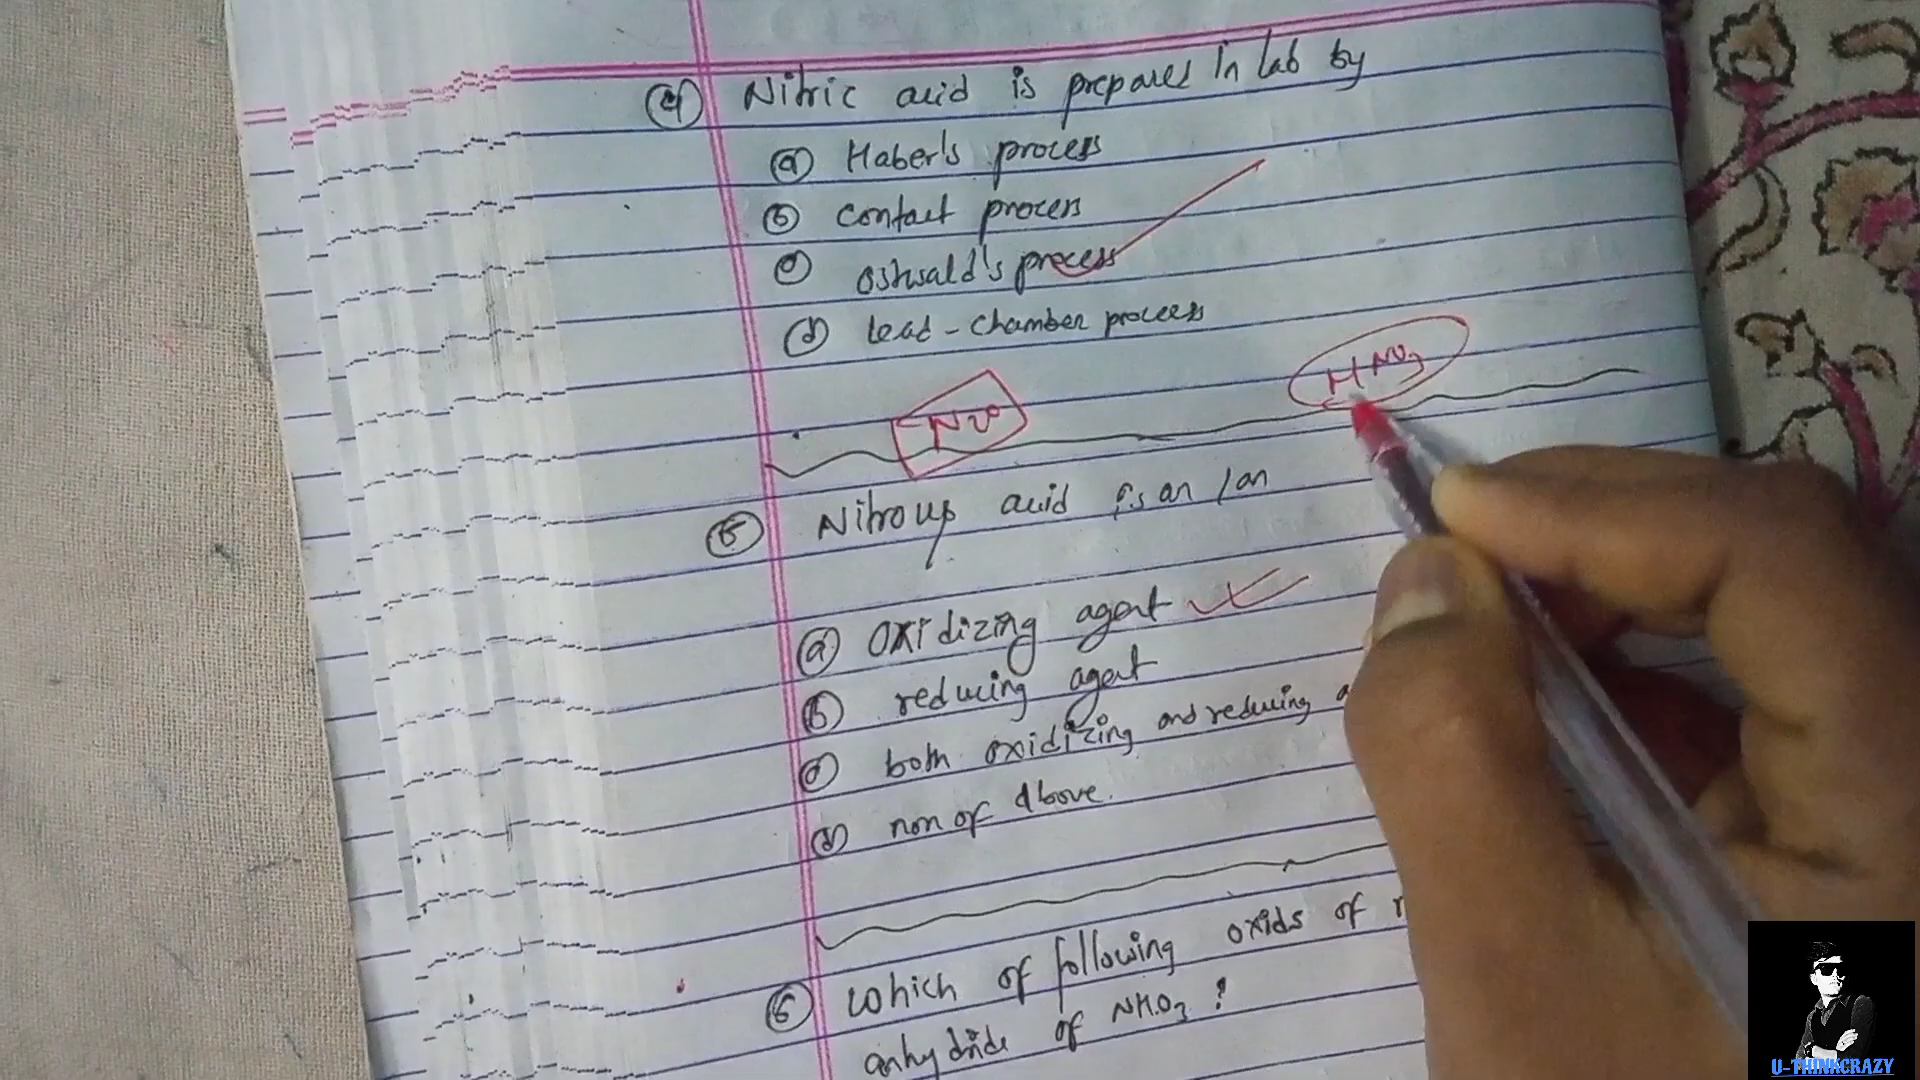 4 Nitric acid is prepared in lab by
a Haber's process
b contact process
c Ostwald's process
d lead-chamber process
HNO3
N2O
5 Nitrous acid is an / an
a Oxidizing agent
b reducing agent
c both oxidizing and reducing a
d non of above.
6 Which of following oxids of n
anhydride of NHO3?
U-THINKCRAZY